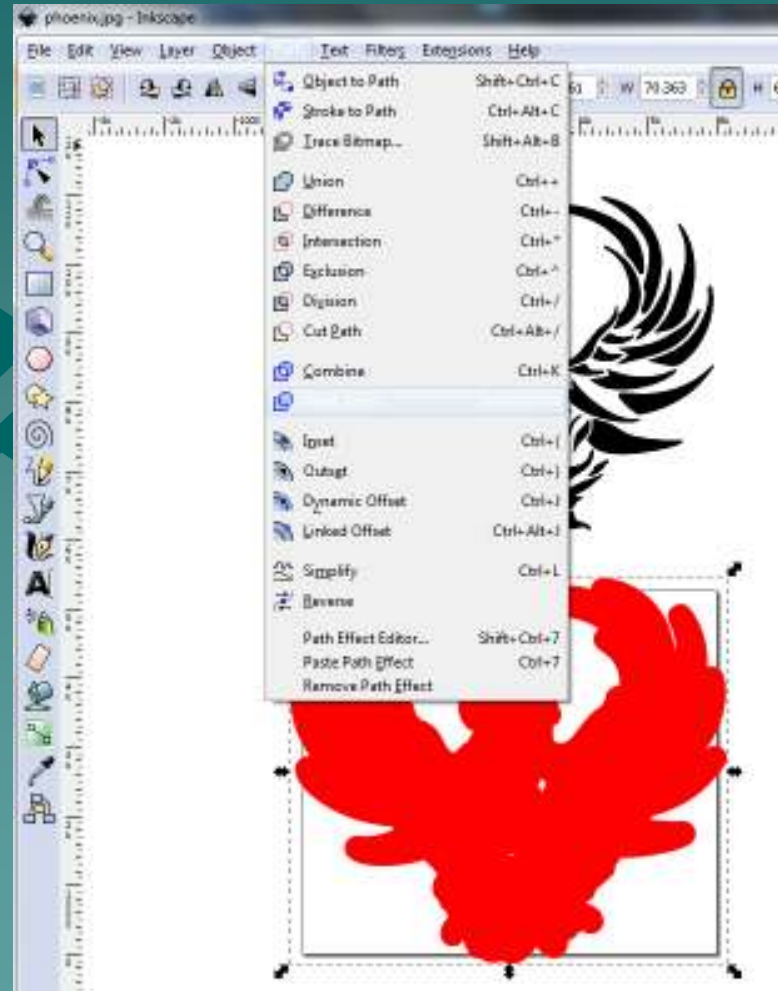 phoenix.jpg - Inkscape
File Edit View Layer Object Text Filters Extensions Help
W 70.363 H
Object to Path Shift+Ctrl+C
Stroke to Path Ctrl+Alt+C
Trace Bitmap... Shift+Alt+B
Union Ctrl++
Difference Ctrl+-
Intersection Ctrl+*
Exclusion Ctrl+^
Division Ctrl+/
Cut Path Ctrl+Alt+/
Combine Ctrl+K
Inset Ctrl+(
Outset Ctrl+)
Dynamic Offset Ctrl+J
Linked Offset Ctrl+Alt+J
Simplify Ctrl+L
Reverse
Path Effect Editor... Shift+Ctrl+7
Paste Path Effect Ctrl+7
Remove Path Effect